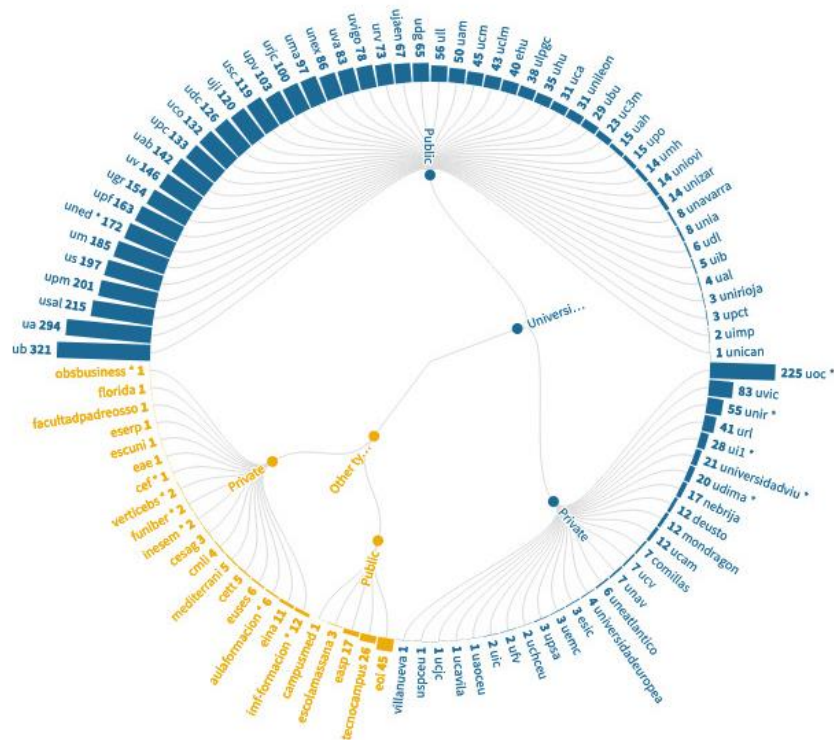 ub 321
ua 294
usal 215
upm 201
us 197
um 185
uned * 172
upf 163
ugr 154
uv 146
uab 142
upc 133
uco 132
udc 126
uji 120
usc 119
upv 103
urjc 100
uma 97
unex 86
uva 83
uvigo 78
urv 73
ujaen 67
udg 65
56 ull
50 uam
45 ucm
43 uclm
40 ehu
38 ulpgc
35 uhu
31 uca
31 unileon
29 ubu
23 uc3m
15 uah
15 upo
14 umh
14 uniovi
14 unizar
8 unavarra
8 unia
6 udl
5 uib
4 ual
3 unirioja
3 upct
2 uimp
1 unican
225 uoc *
83 uvic
55 unir *
41 url
28 ui1 *
21 universidadviu *
20 udima *
17 nebrija
12 deusto
12 mondragon
12 ucam
7 comillas
7 ucv
7 unav
6 uneatlantico
4 universidadeuropea
3 esic
3 uemc
3 upsa
2 uchceu
2 ufv
2 uic
1 uaoceu
1 ucavila
1 ucjc
1 uspceu
1 villanueva
eoi 45
tecnocampus 26
easp 17
escolamassana 3
campusmed 1
imf-formacion * 12
eina 11
aulaformacion * 6
euses 6
cett 5
mediterrani 5
cmli 4
cesag 3
inesem * 2
funiber * 2
verticebs * 2
cef * 1
eae 1
escuni 1
eserp 1
facultadpadreosso 1
florida 1
obsbusiness * 1
Public
Universi...
Other ty...
Private
Private
Public